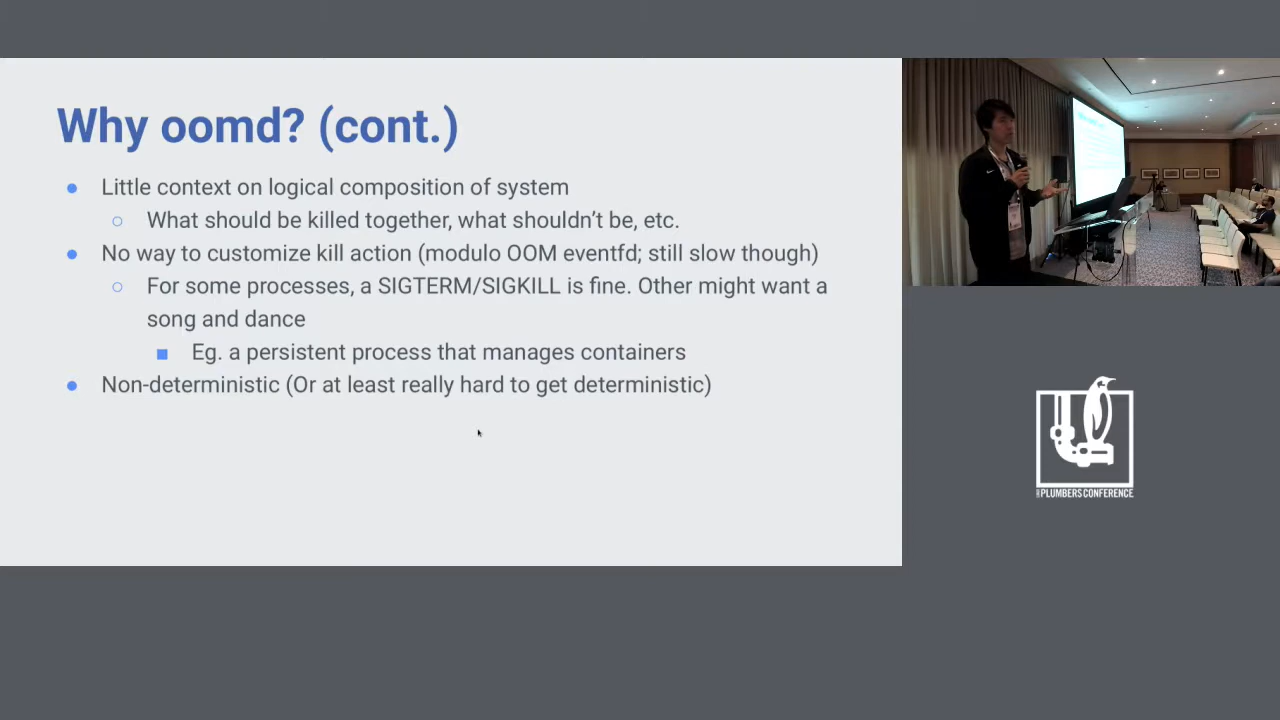 Why oomd? (cont.)
● Little context on logical composition of system
○ What should be killed together, what shouldn't be, etc.
● No way to customize kill action (modulo OOM eventfd; still slow though)
○ For some processes, a SIGTERM/SIGKILL is fine. Other might want a
song and dance
■ Eg. a persistent process that manages containers
● Non-deterministic (Or at least really hard to get deterministic)
PLUMBERS CONFERENCE